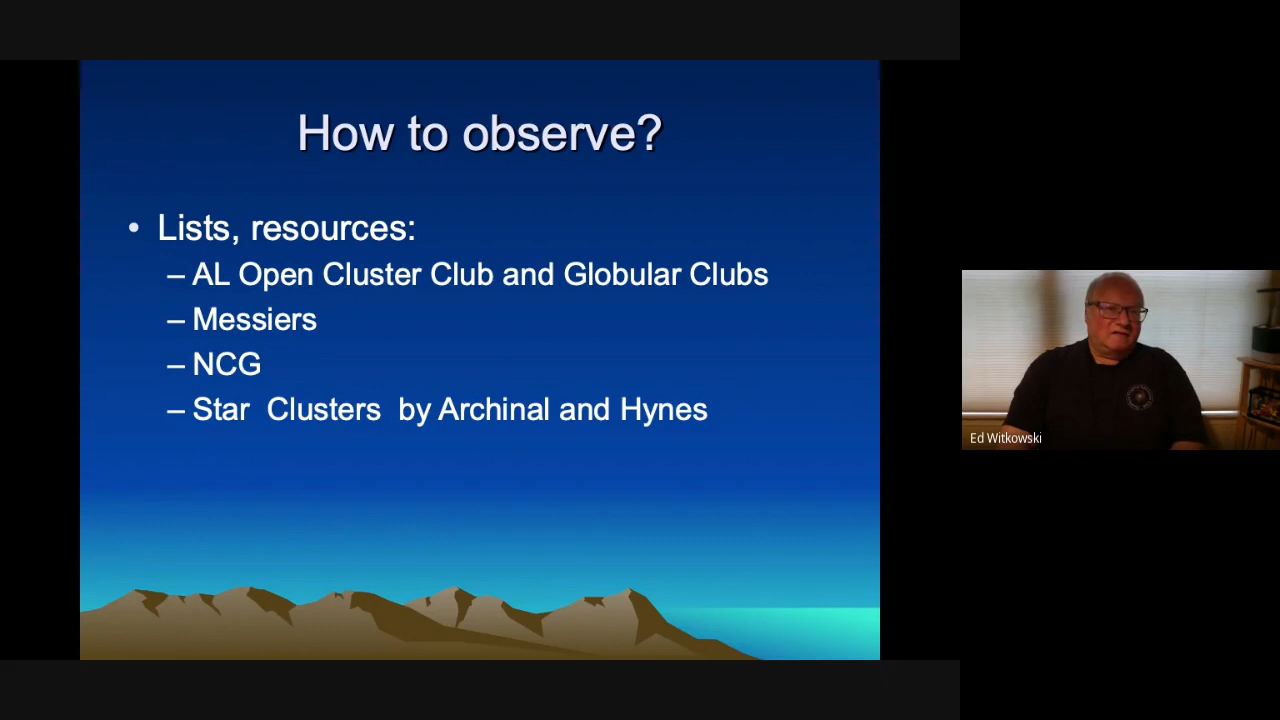 How to observe?
• Lists, resources:
– AL Open Cluster Club and Globular Clubs
– Messiers
– NCG
– Star Clusters by Archinal and Hynes
Ed Witkowski